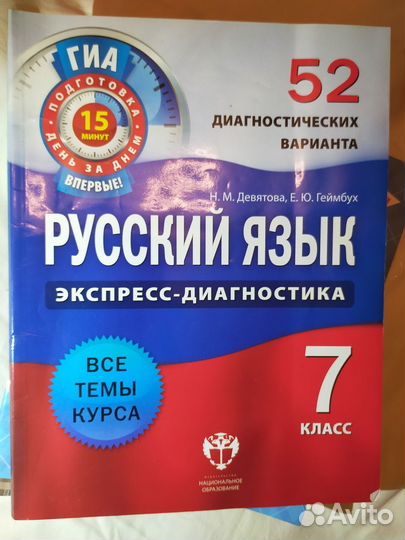 ГИА
ПОДГОТОВКА
15
МИНУТ
ДЕНЬ ЗА ДНЕМ
ВПЕРВЫЕ!
52
ДИАГНОСТИЧЕСКИХ
ВАРИАНТА
Н. М. Девятова, Е. Ю. Геймбух
РУССКИЙ ЯЗЫК
ЭКСПРЕСС-ДИАГНОСТИКА
ВСЕ
ТЕМЫ
КУРСА
7
КЛАСС
ИЗДАТЕЛЬСТВО
НАЦИОНАЛЬНОЕ
ОБРАЗОВАНИЕ
Avito